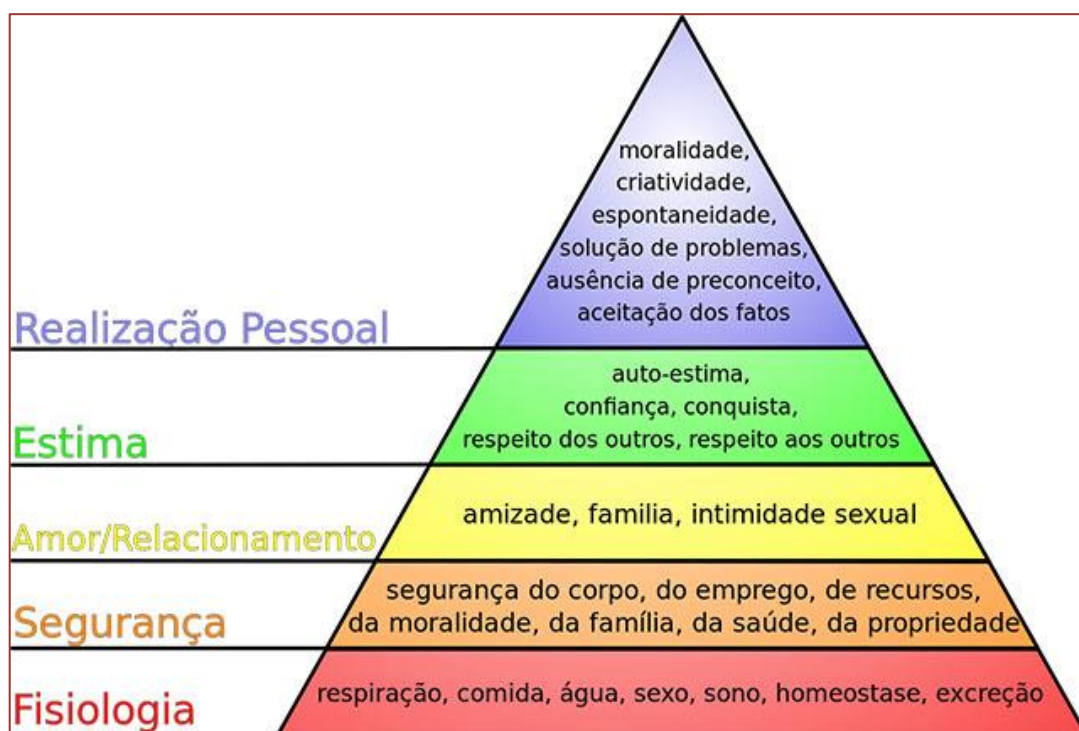 moralidade,
criatividade,
espontaneidade,
solução de problemas,
ausência de preconceito,
aceitação dos fatos
Realização Pessoal
auto-estima,
confiança, conquista,
respeito dos outros, respeito aos outros
Estima
amizade, familia, intimidade sexual
Amor/Relacionamento
segurança do corpo, do emprego, de recursos,
da moralidade, da família, da saúde, da propriedade
Segurança
respiração, comida, água, sexo, sono, homeostase, excreção
Fisiologia